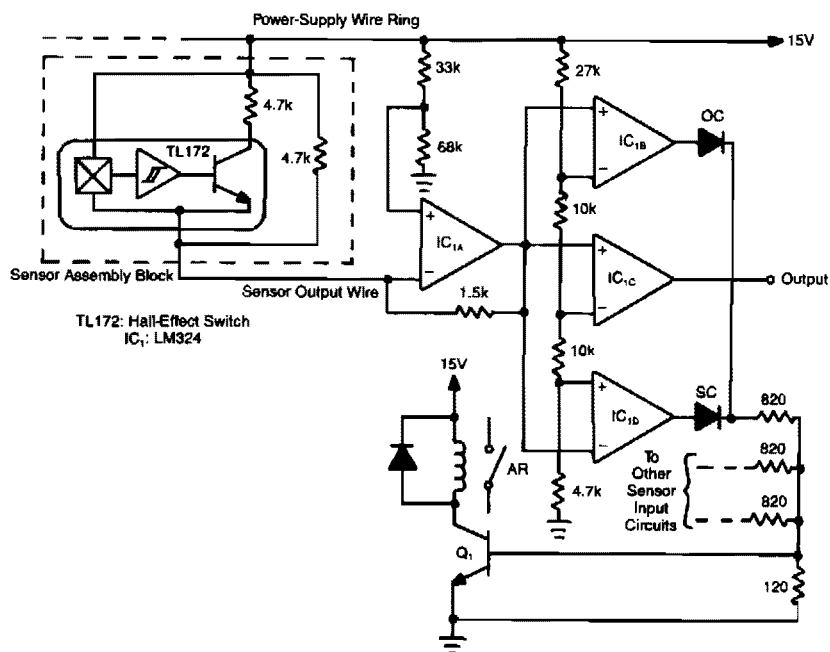 Power-Supply Wire Ring
15V
33k
27k
4.7k
OC
TL172
4.7k
68k
+
IC1B
−
+
10k
IC1A
+
IC1C
Output
−
−
Sensor Assembly Block
Sensor Output Wire
1.5k
TL172: Hall-Effect Switch
IC1: LM324
10k
15V
+
SC
820
IC1D
−
AR
To
Other
Sensor
Input
Circuits
820
4.7k
820
Q1
120